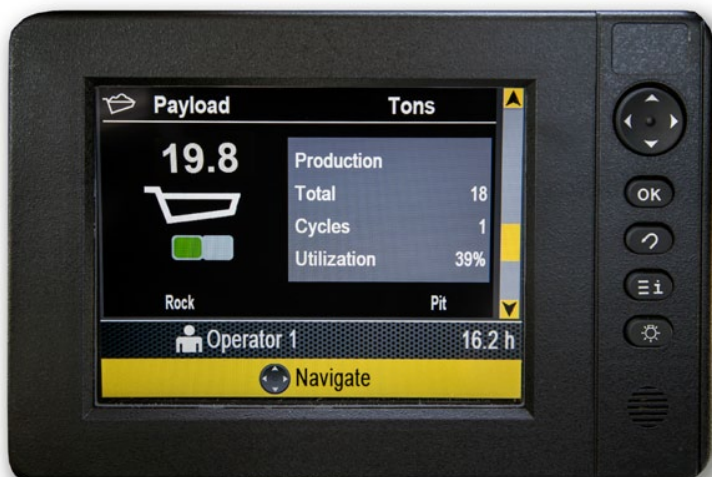 Payload Tons
19.8
Production
Total 18
Cycles 1
Utilization 39%
Rock Pit
Operator 1 16.2 h
Navigate
OK
i